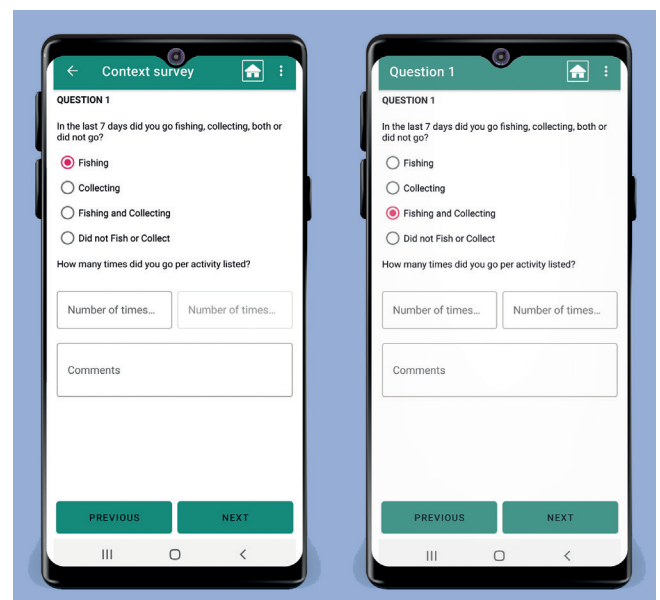 Context survey
QUESTION 1
In the last 7 days did you go fishing, collecting, both or
did not go?
Fishing
Collecting
Fishing and Collecting
Did not Fish or Collect
How many times did you go per activity listed?
Number of times...
Number of times...
Comments
PREVIOUS
NEXT
Question 1
QUESTION 1
In the last 7 days did you go fishing, collecting, both or
did not go?
Fishing
Collecting
Fishing and Collecting
Did not Fish or Collect
How many times did you go per activity listed?
Number of times...
Number of times...
Comments
PREVIOUS
NEXT